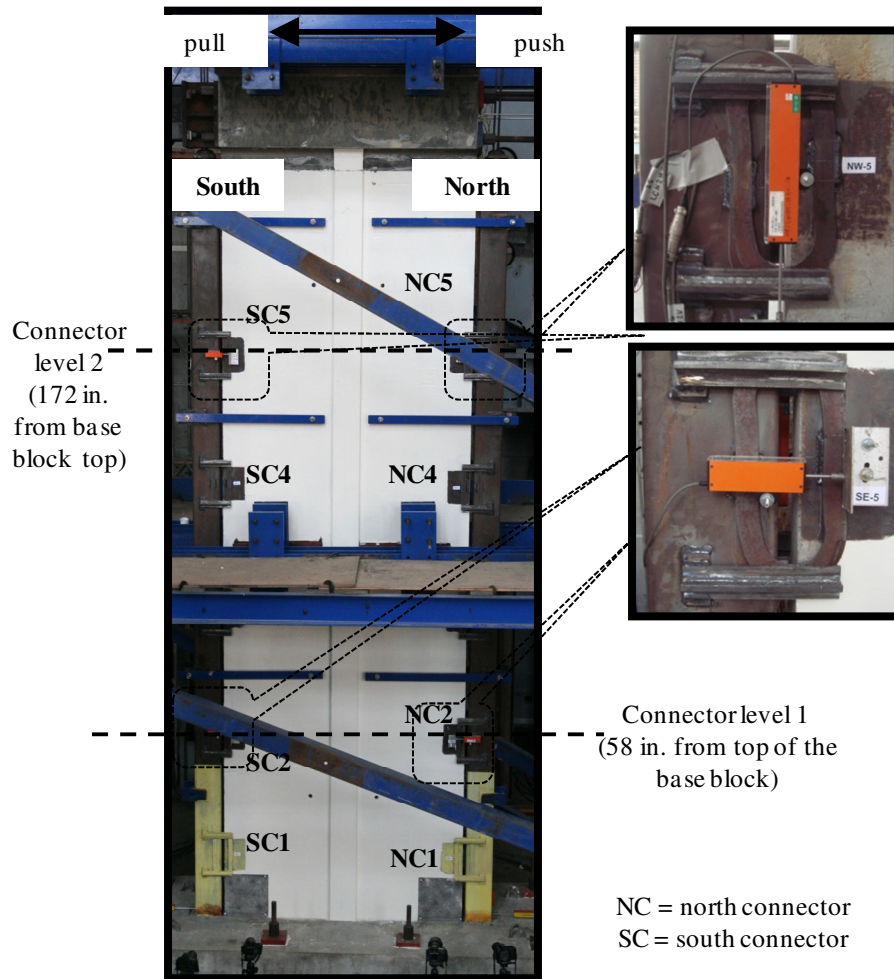 pull
push
South
North
NW-5
NC5
SC5
Connector
level 2
(172 in.
from base
block top)
SC4
NC4
SE-5
NC2
SC2
Connector level 1
(58 in. from top of the
base block)
SC1
NC1
NC = north connector
SC = south connector